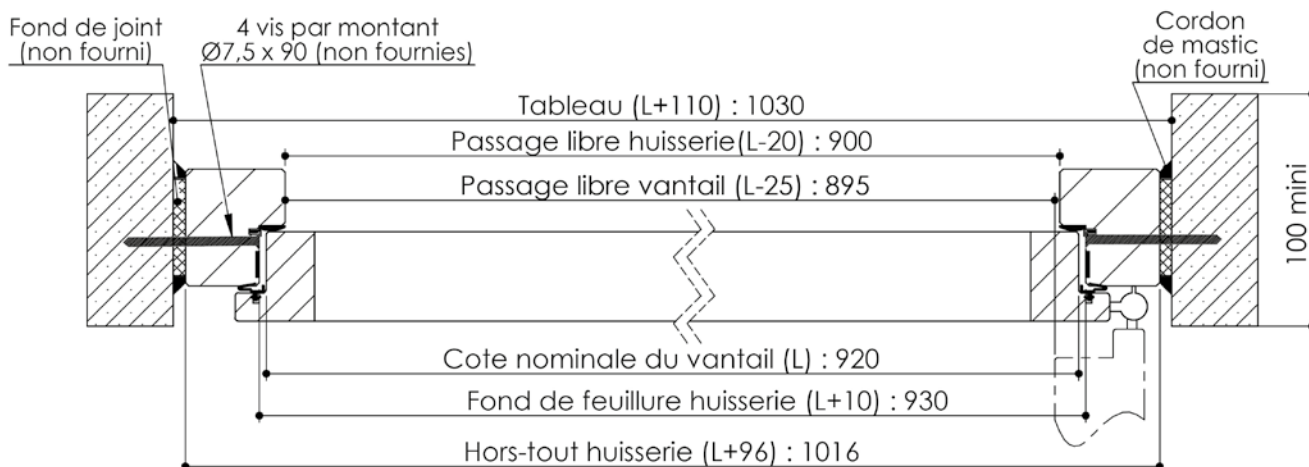 Fond de joint
(non fourni)
4 vis par montant
Ø7,5 x 90 (non fournies)
Cordon
de mastic
(non fourni)
Tableau (L+110) : 1030
Passage libre huisserie(L-20) : 900
Passage libre vantail (L-25) : 895
100 mini
Cote nominale du vantail (L) : 920
Fond de feuillure huisserie (L+10) : 930
Hors-tout huisserie (L+96) : 1016